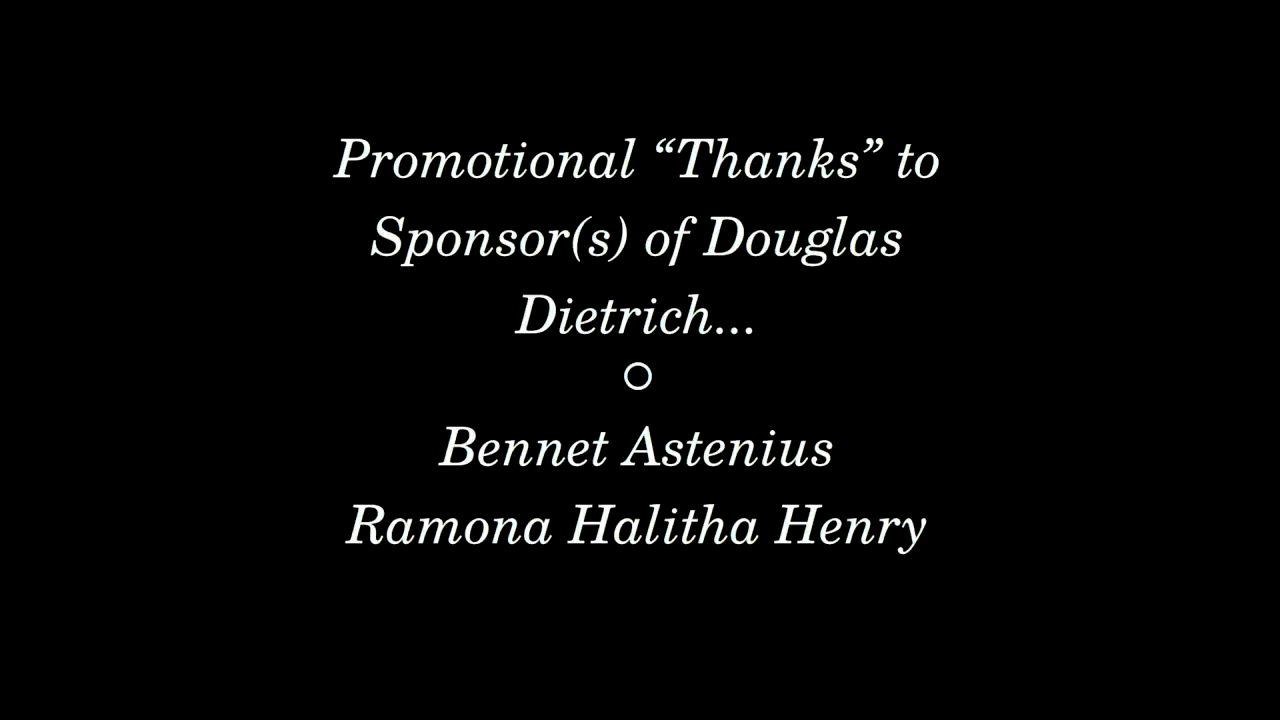 Promotional “Thanks” to
Sponsor(s) of Douglas
Dietrich...
Bennet Astenius
Ramona Halitha Henry